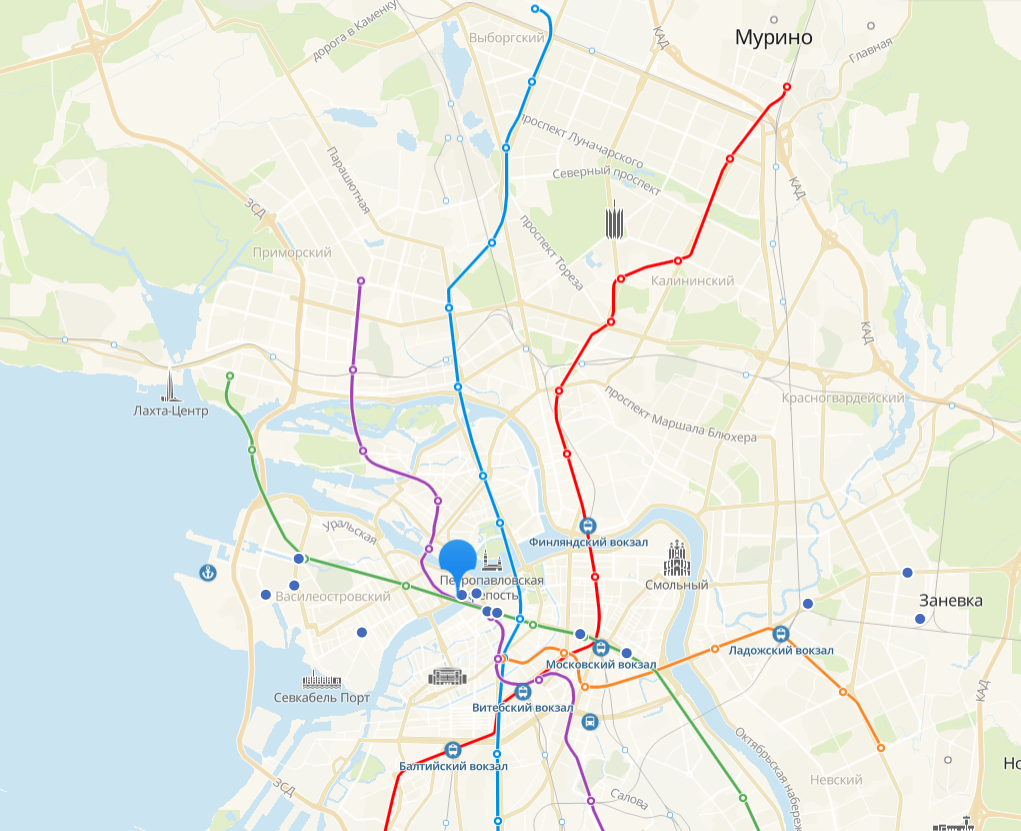 дорога в Каменку
Выборгский
КАД
Мурино
Главная
проспект Луначарского
Северный проспект
Парашютная
КАД
ЗСД
проспект Тореза
Приморский
Калининский
КАД
Лахта-Центр
проспект Маршала Блюхера
Красногвардейский
Уральская
Финляндский вокзал
Петропавловская
крепость
Смольный
Василеостровский
Заневка
Ладожский вокзал
Московский вокзал
Севкабель Порт
КАД
Витебский вокзал
Балтийский вокзал
Октябрьская набереж
Но
ЗСД
Салова
Невский